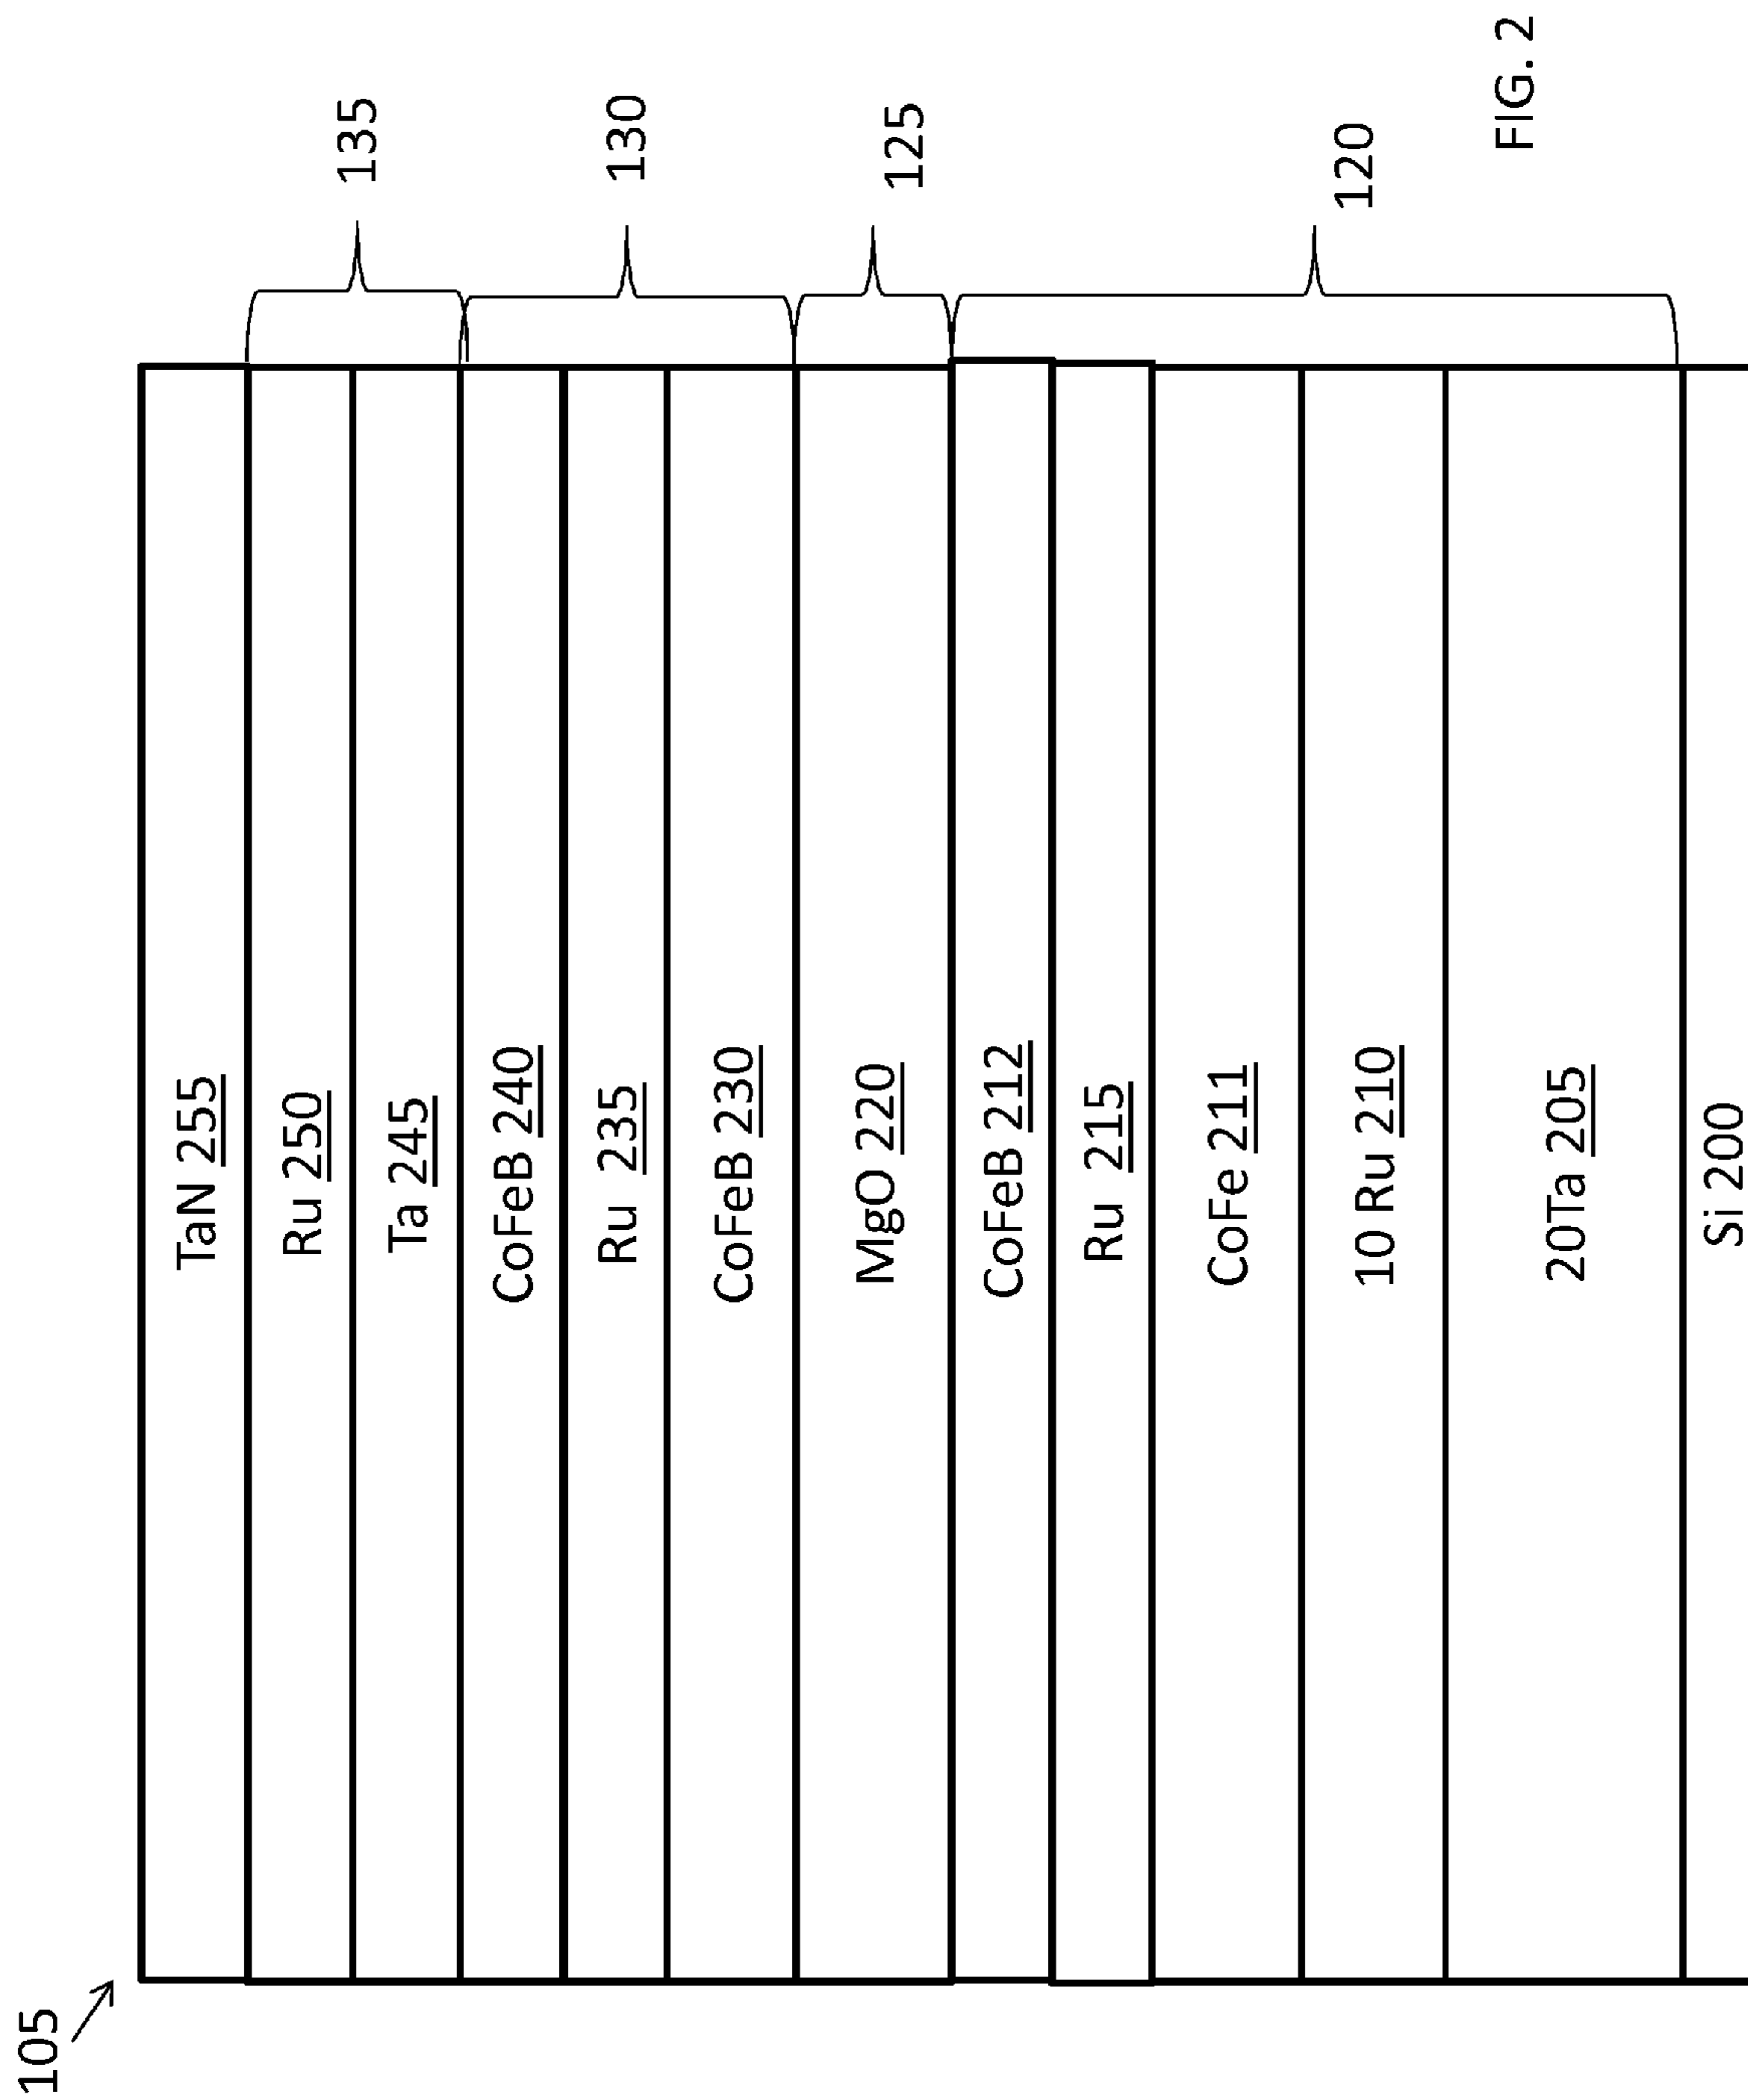 105
TaN 255
Ru 250
Ta 245
CoFeB 240
Ru 235
CoFeB 230
MgO 220
CoFeB 212
Ru 215
CoFe 211
10 Ru 210
20Ta 205
Si 200
135
130
125
120
FIG. 2